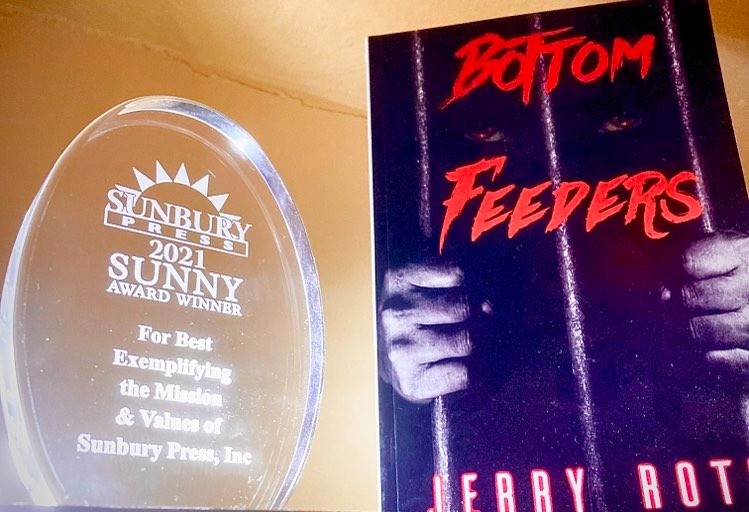 SUNBURY
PRESS
2021
SUNNY
AWARD WINNER
For Best
Exemplifying
the Mission
& Values of
Sunbury Press, Inc
BOTTOM
FEEDERS
JERRY ROT